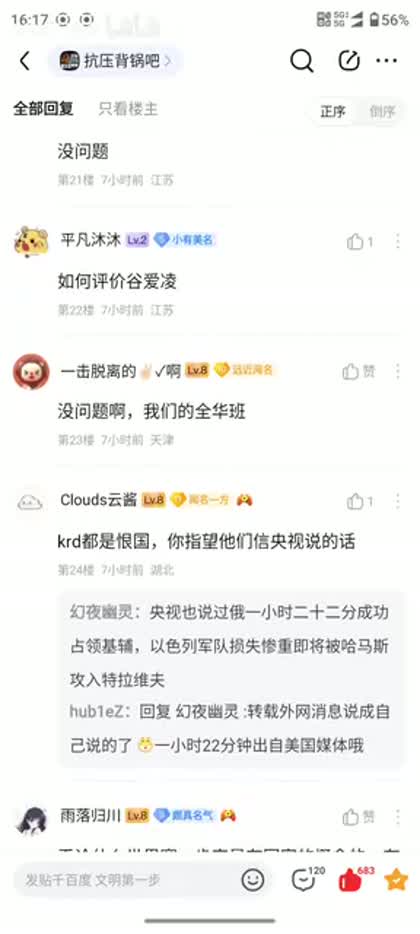 16:17
56%
抗压背锅吧
全部回复 只看楼主 正序 倒序
没问题
第21楼 7小时前 江苏
平凡沐沐 Lv.2 小有美名 1
如何评价谷爱凌
第22楼 7小时前 江苏
一击脱离的✌🏻✓啊 Lv.8 远近闻名 赞
没问题啊，我们的全华班
第23楼 7小时前 天津
Clouds云酱 Lv.8 闻名一方 1
krd都是恨国，你指望他们信央视说的话
第24楼 7小时前 湖北
幻夜幽灵：央视也说过俄一小时二十二分成功
占领基辅，以色列军队损失惨重即将被哈马斯
攻入特拉维夫
hub1eZ：回复 幻夜幽灵 :转载外网消息说成自
己说的了 一小时22分钟出自美国媒体哦
雨落归川 Lv.8 颇具名气 赞
发贴千百度 文明第一步 120 683